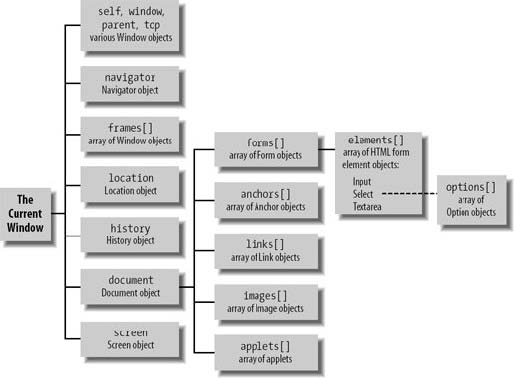 self, window,
parent, tcp
various Window objects
navigator
Navigator object
frames[]
array of Window objects
location
Location object
The
Current
Window
history
History object
document
Document object
screen
Screen object
forms[]
array of Form objects
anchors[]
array of Anchor objects
links[]
array of Link objects
images[]
array of image objects
applets[]
array of applets
elements[]
array of HTML form
element objects:
Input
Select
Textarea
options[]
array of
Option objects